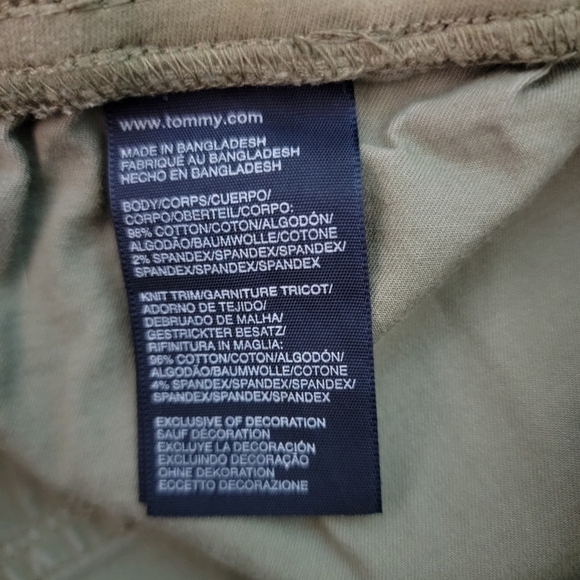 www.tommy.com
MADE IN BANGLADESH
FABRIQUÉ AU BANGLADESH
HECHO EN BANGLADESH
BODY/CORPS/CUERPO/
CORPO/OBERTEIL/CORPO:
98% COTTON/COTON/ALGODÓN/
ALGODÃO/BAUMWOLLE/COTONE
2% SPANDEX/SPANDEX/SPANDEX/
SPANDEX/SPANDEX/SPANDEX
KNIT TRIM/GARNITURE TRICOT/
ADORNO DE TEJIDO/
DEBRUADO DE MALHA/
GESTRICKTER BESATZ/
RIFINITURA IN MAGLIA:
96% COTTON/COTON/ALGODÓN/
ALGODÃO/BAUMWOLLE/COTONE
4% SPANDEX/SPANDEX/SPANDEX/
SPANDEX/SPANDEX/SPANDEX
EXCLUSIVE OF DECORATION
SAUF DÉCORATION
EXCLUYE LA DECORACIÓN
EXCLUINDO DECORAÇÃO
OHNE DEKORATION
ECCETTO DECORAZIONE